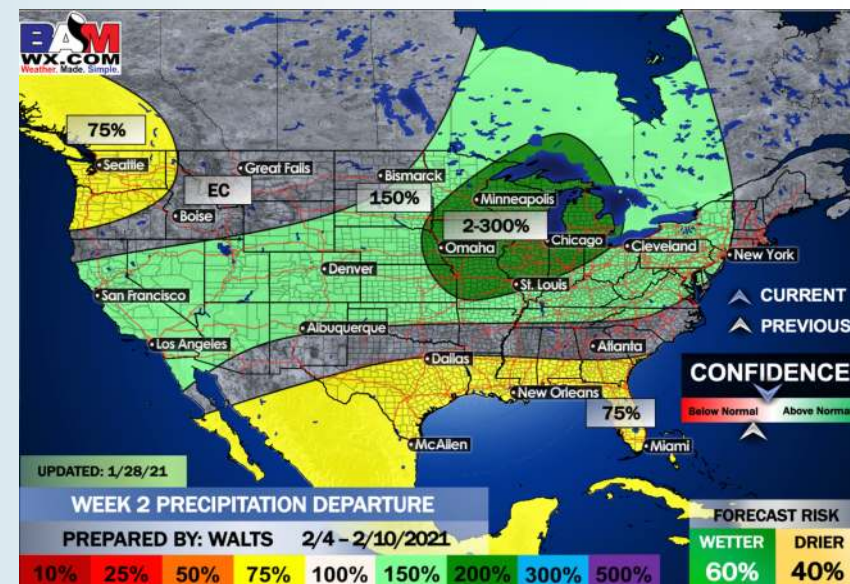 BAM
WX.COM
Weather. Made. Simple.
75%
Seattle
Great Falls
EC
Bismarck
150%
Boise
Minneapolis
2-300%
Omaha
Chicago
Cleveland
New York
Denver
St. Louis
San Francisco
CURRENT
PREVIOUS
Albuquerque
Los Angeles
Atlanta
Dallas
CONFIDENCE
New Orleans
Below Normal
Above Norma
75%
McAllen
Miami
UPDATED: 1/28/21
WEEK 2 PRECIPITATION DEPARTURE
PREPARED BY: WALTS 2/4 - 2/10/2021
FORECAST RISK
WETTER DRIER
60% 40%
10% 25% 50% 75% 100% 150% 200% 300% 500%